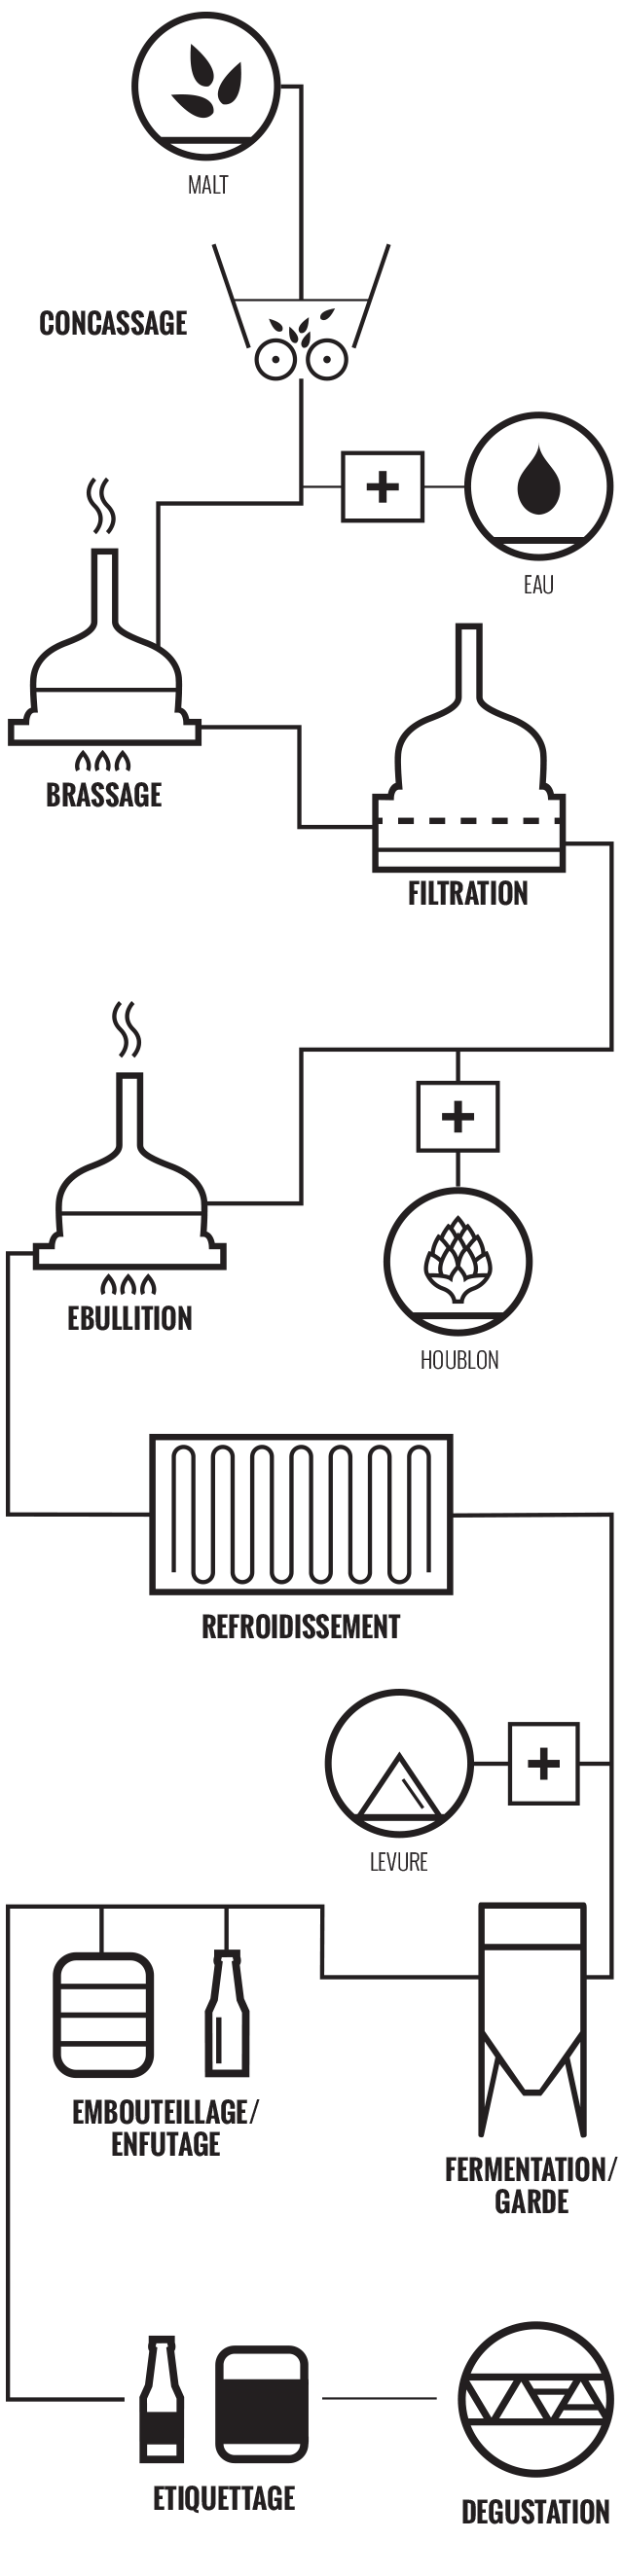 MALT
CONCASSAGE
EAU
BRASSAGE
FILTRATION
EBULLITION
HOUBLON
REFROIDISSEMENT
LEVURE
EMBOUTEILLAGE/
ENFUTAGE
FERMENTATION/
GARDE
ETIQUETTAGE
DEGUSTATION